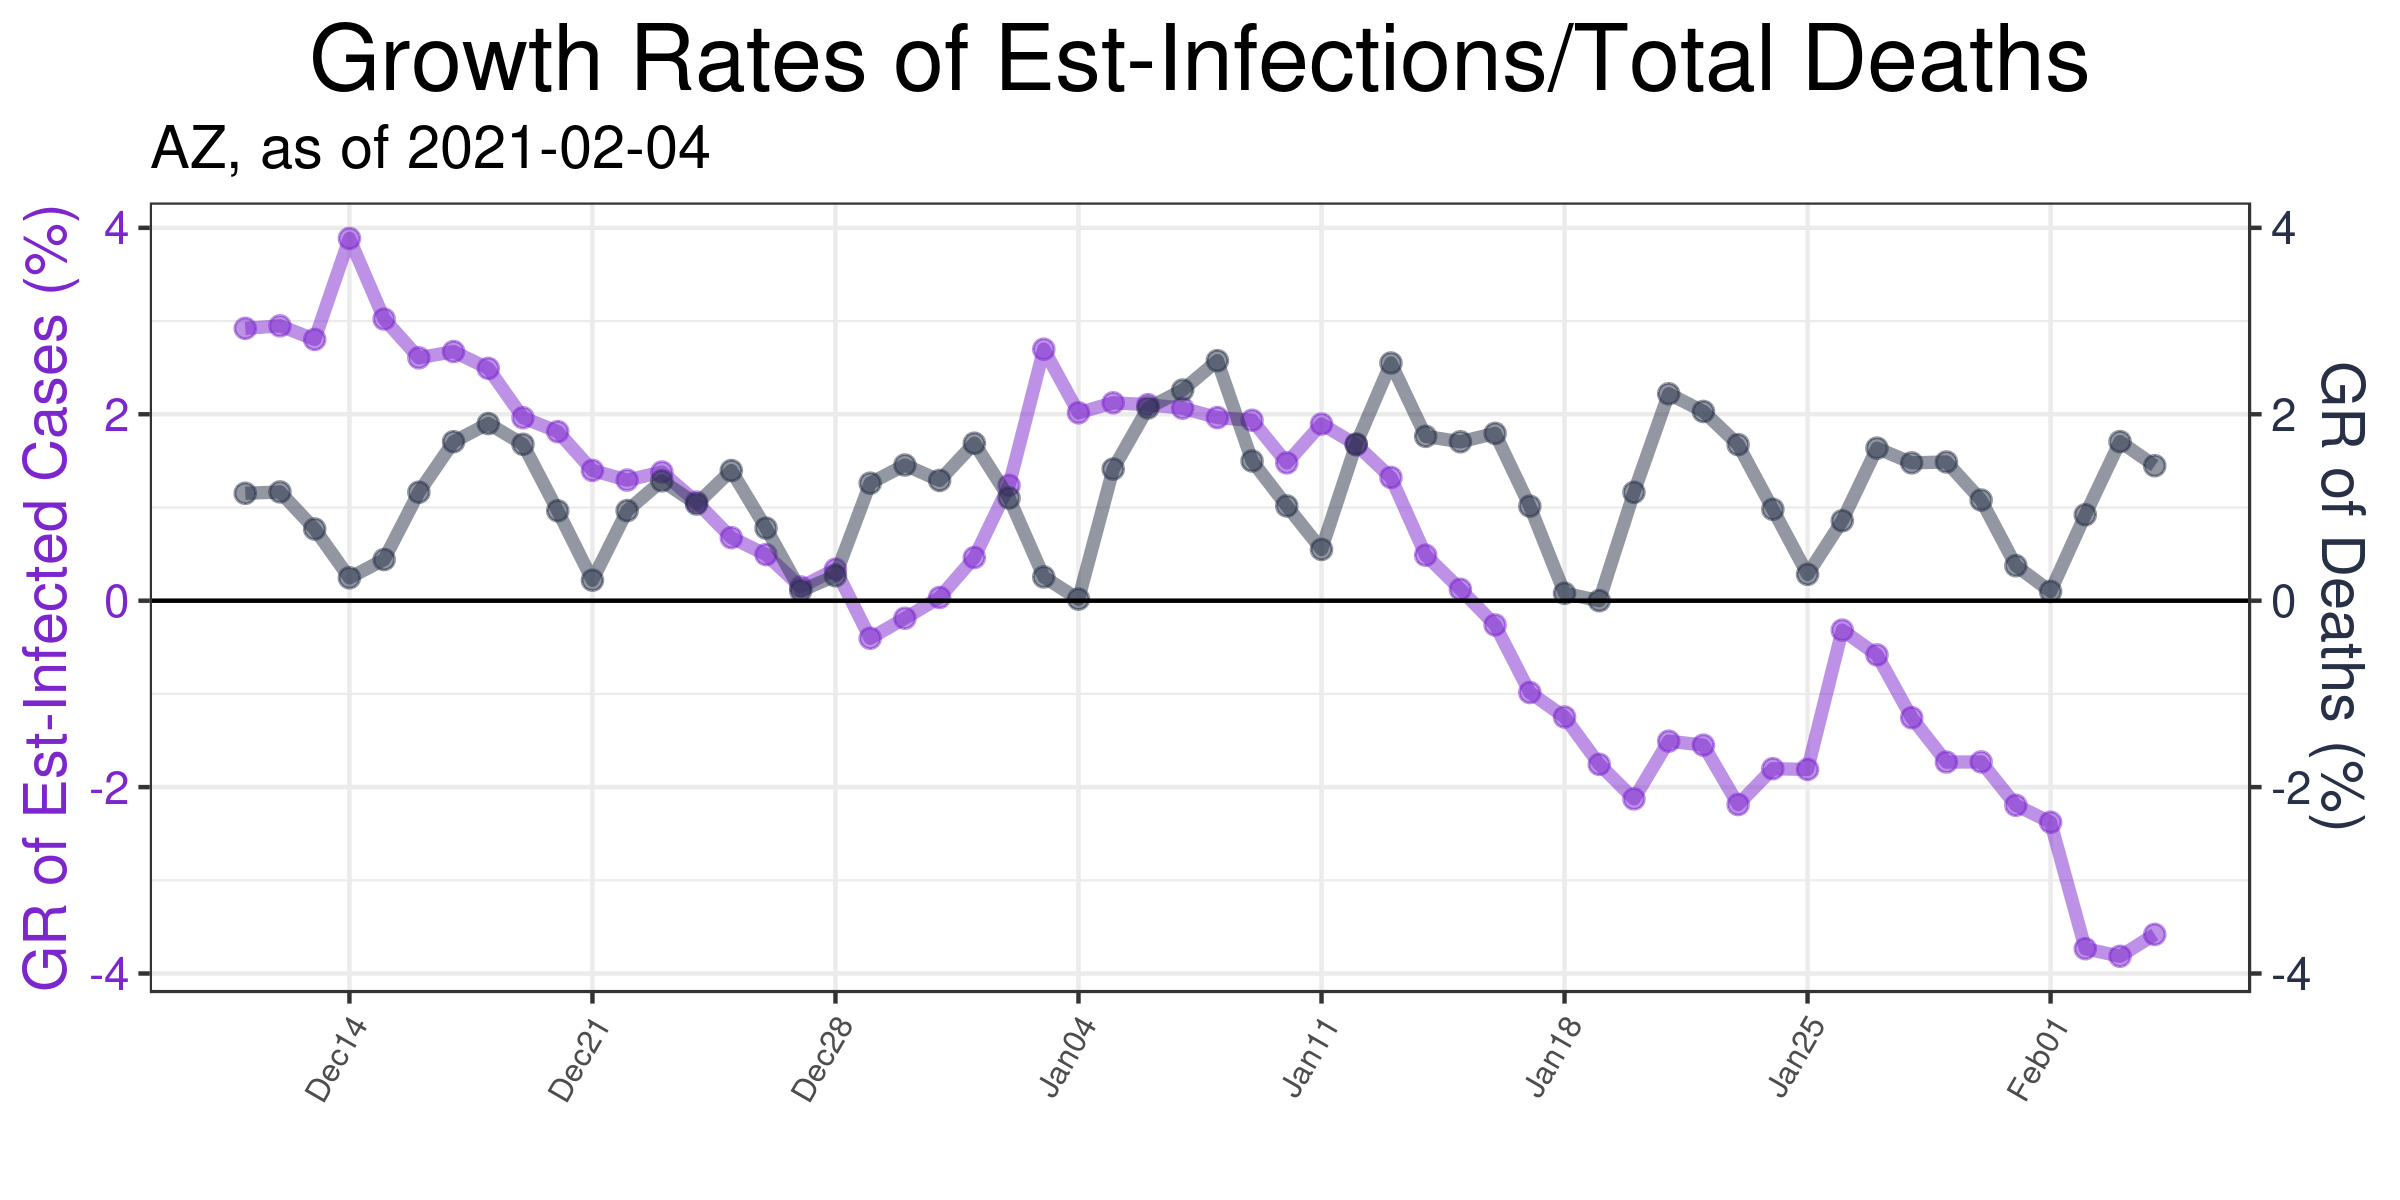 Growth Rates of Est-Infections/Total Deaths
AZ, as of 2021-02-04
GR of Est-Infected Cases (%)
4
2
0
-2
-4
4
2
0
-2
-4
GR of Deaths (%)
Dec14
Dec21
Dec28
Jan04
Jan11
Jan18
Jan25
Feb01